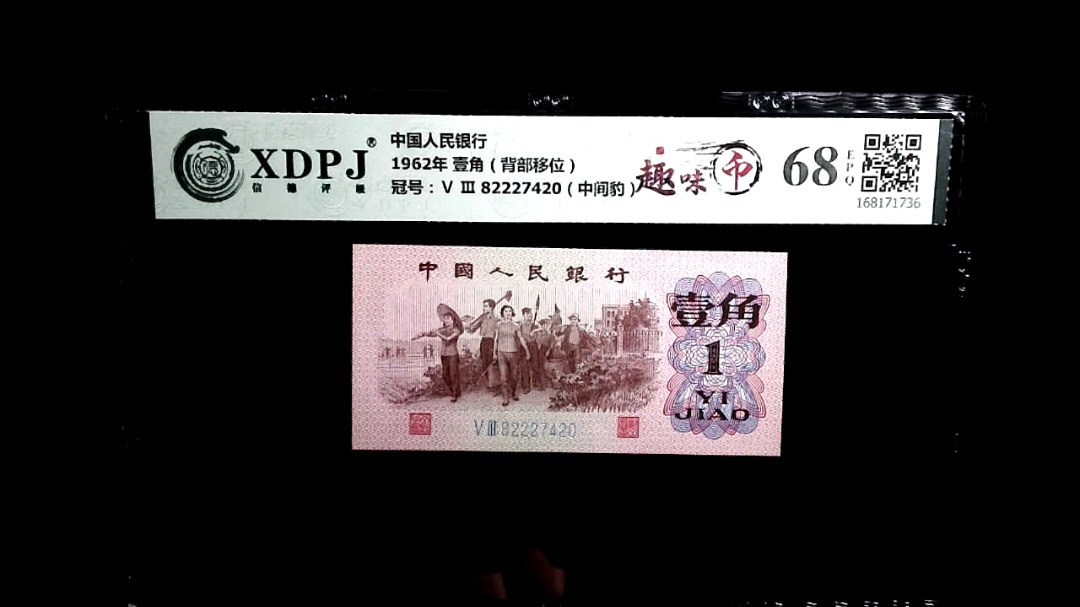 XDPJ®
信德评级
中国人民银行
1962年 壹角（背部移位）
冠号：V Ⅲ 82227420（中间豹）
趣味币
68
EPQ
168171736
中國人民銀行
壹角
1
YI
JIAO
V Ⅲ 82227420